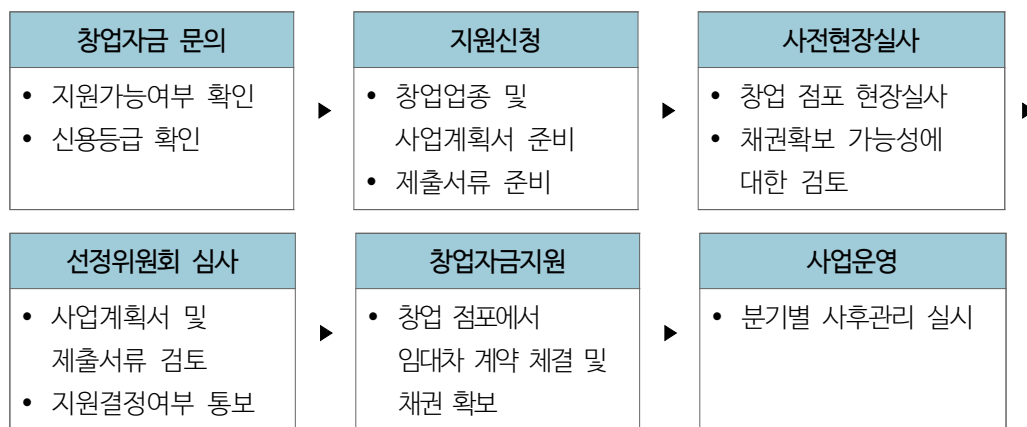 창업자금 문의
• 지원가능여부 확인
• 신용등급 확인
▶
지원신청
• 창업업종 및
사업계획서 준비
• 제출서류 준비
▶
사전현장실사
• 창업 점포 현장실사
• 채권확보 가능성에
대한 검토
▶
선정위원회 심사
• 사업계획서 및
제출서류 검토
• 지원결정여부 통보
▶
창업자금지원
• 창업 점포에서
임대차 계약 체결 및
채권 확보
▶
사업운영
• 분기별 사후관리 실시